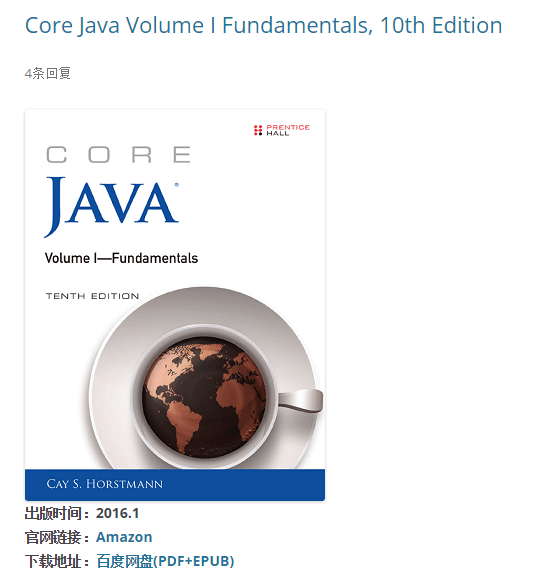 Core Java Volume I Fundamentals, 10th Edition
4条回复
PRENTICE
HALL
CORE
JAVA®
Volume I—Fundamentals
TENTH EDITION
CAY S. HORSTMANN
出版时间：2016.1
官网链接：Amazon
下载地址：百度网盘(PDF+EPUB)